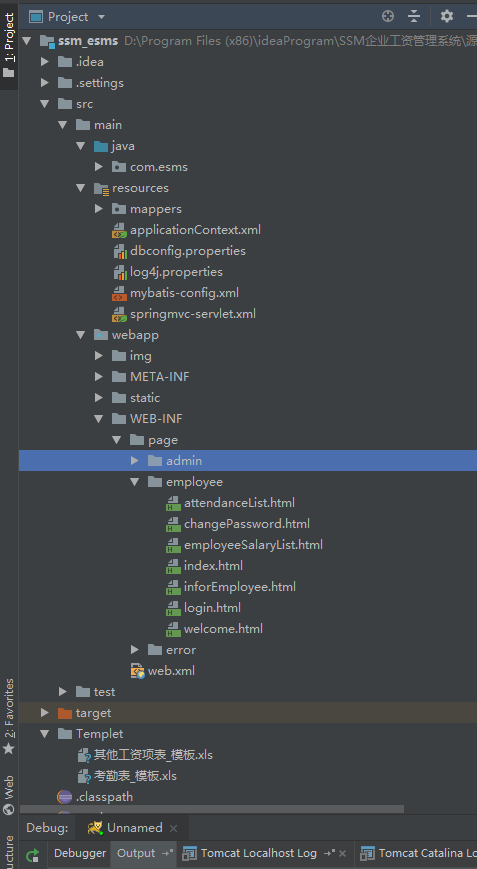 Project
1: Project
ssm_esms D:\Program Files (x86)\ideaProgram\SSM企业工资管理系统\源
.idea
.settings
src
main
java
com.esms
resources
mappers
applicationContext.xml
dbconfig.properties
log4j.properties
mybatis-config.xml
springmvc-servlet.xml
webapp
img
META-INF
static
WEB-INF
page
admin
employee
attendanceList.html
changePassword.html
employeeSalaryList.html
index.html
inforEmployee.html
login.html
welcome.html
error
web.xml
test
target
Templet
其他工资项表_模板.xls
考勤表_模板.xls
.classpath
2: Favorites
Web
ucture
Debug: Unnamed
Debugger Output Tomcat Localhost Log Tomcat Catalina Lo